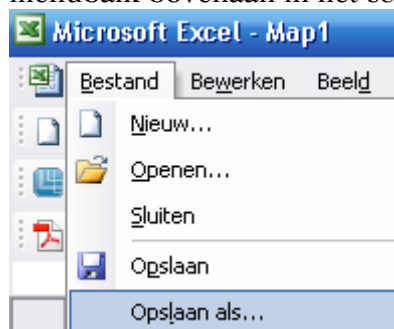 Microsoft Excel - Map1
Bestand Bewerken Beeld
Nieuw...
Openen...
Sluiten
Opslaan
Opslaan als...